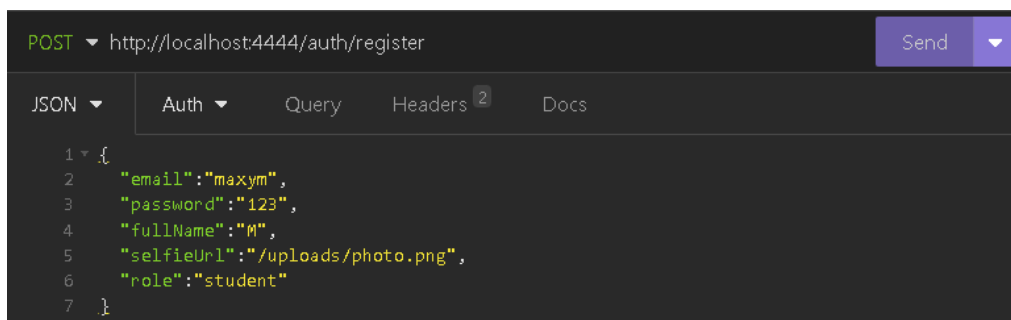 POST http://localhost:4444/auth/register Send
JSON Auth Query Headers 2 Docs
1 {
2 "email":"maxym",
3 "password":"123",
4 "fullName":"M",
5 "selfieUrl":"/uploads/photo.png",
6 "role":"student"
7 }